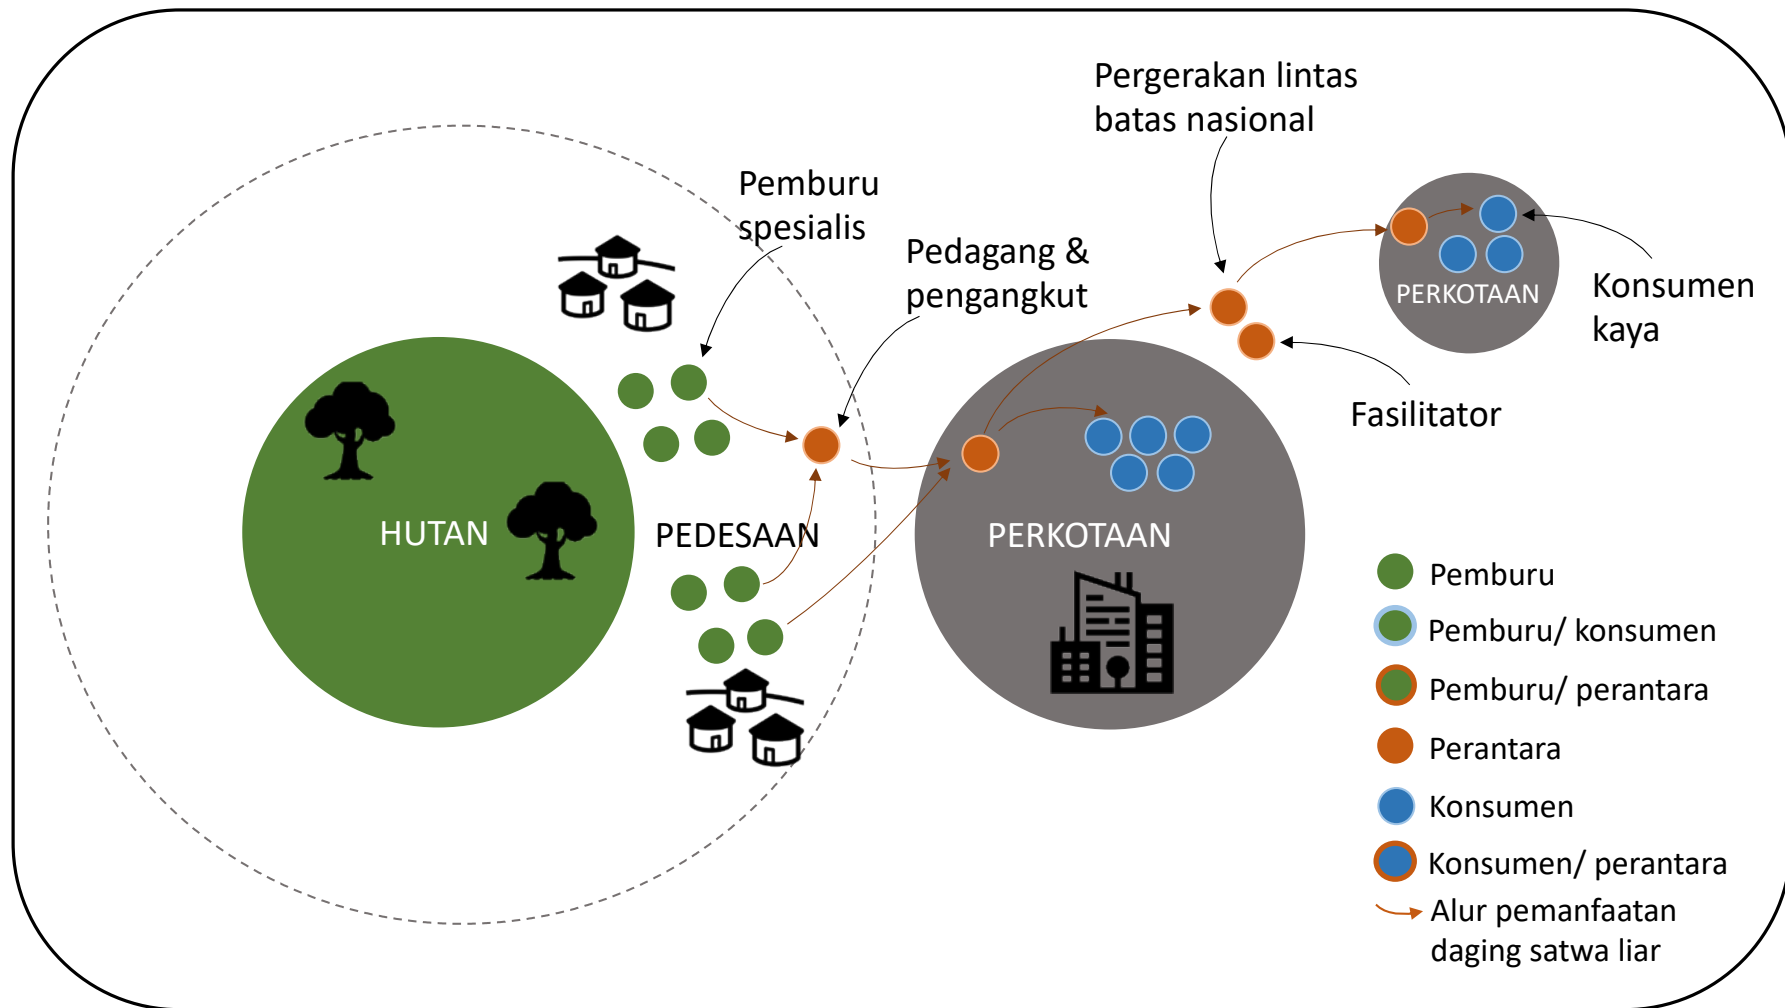 Pergerakan lintas
batas nasional
Pemburu
spesialis
Pedagang &
pengangkut
PERKOTAAN
Konsumen
kaya
Fasilitator
HUTAN
PEDESAAN
PERKOTAAN
Pemburu
Pemburu/ konsumen
Pemburu/ perantara
Perantara
Konsumen
Konsumen/ perantara
Alur pemanfaatan
daging satwa liar